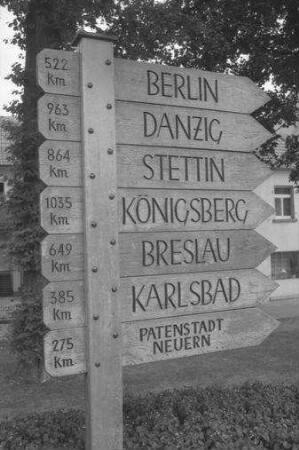 522 Km BERLIN
963 Km DANZIG
864 Km STETTIN
1035 Km KÖNIGSBERG
649 Km BRESLAU
385 Km KARLSBAD
275 Km PATENSTADT
NEUERN